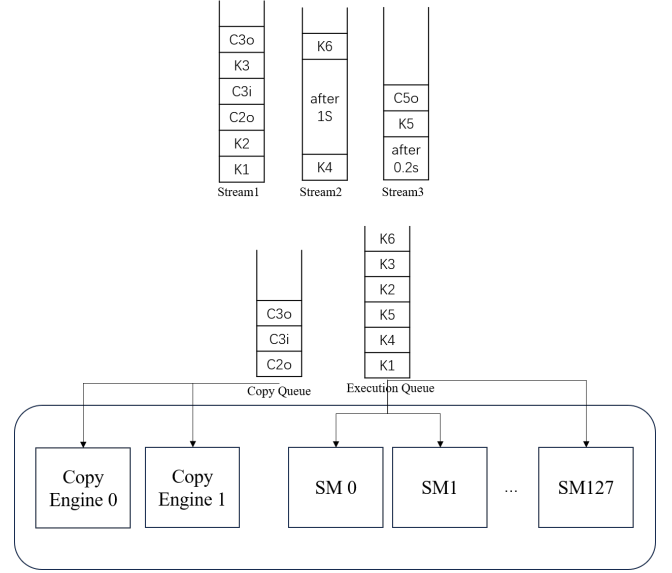 C3o
K3
C3i
C2o
K2
K1
Stream1
K6
after
1S
K4
Stream2
C5o
K5
after
0.2s
Stream3
C3o
C3i
C2o
Copy Queue
K6
K3
K2
K5
K4
K1
Execution Queue
Copy
Engine 0
Copy
Engine 1
SM 0
SM1
...
SM127